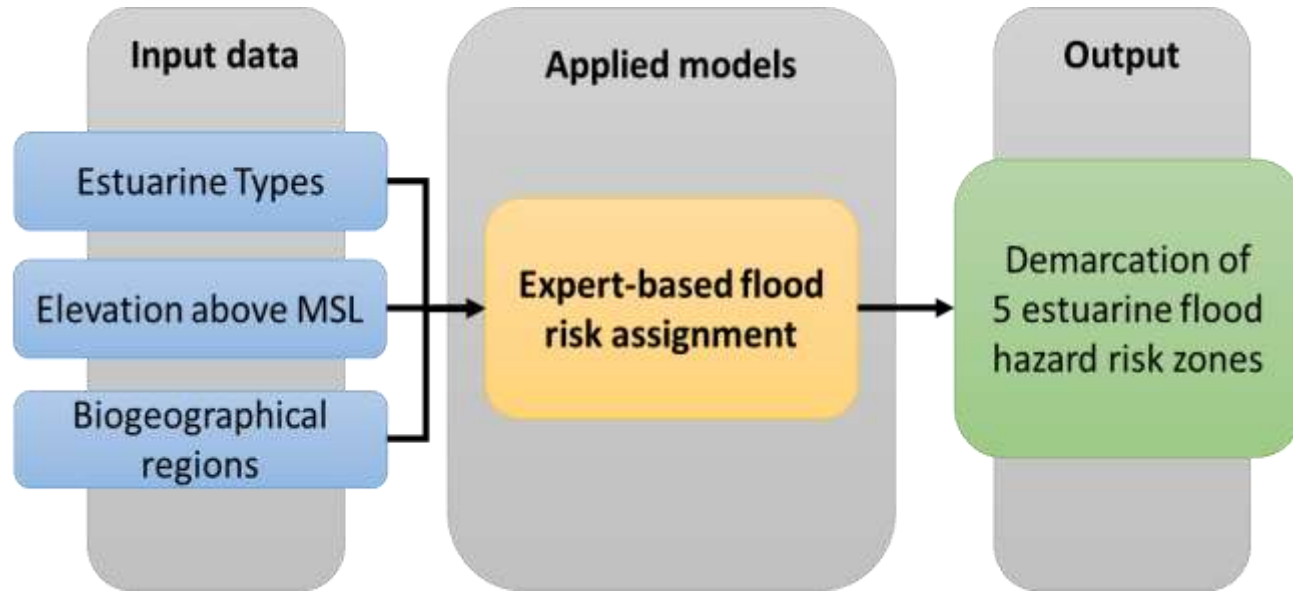 Input data
Estuarine Types
Elevation above MSL
Biogeographical
regions
Applied models
Expert-based flood
risk assignment
Output
Demarcation of
5 estuarine flood
hazard risk zones